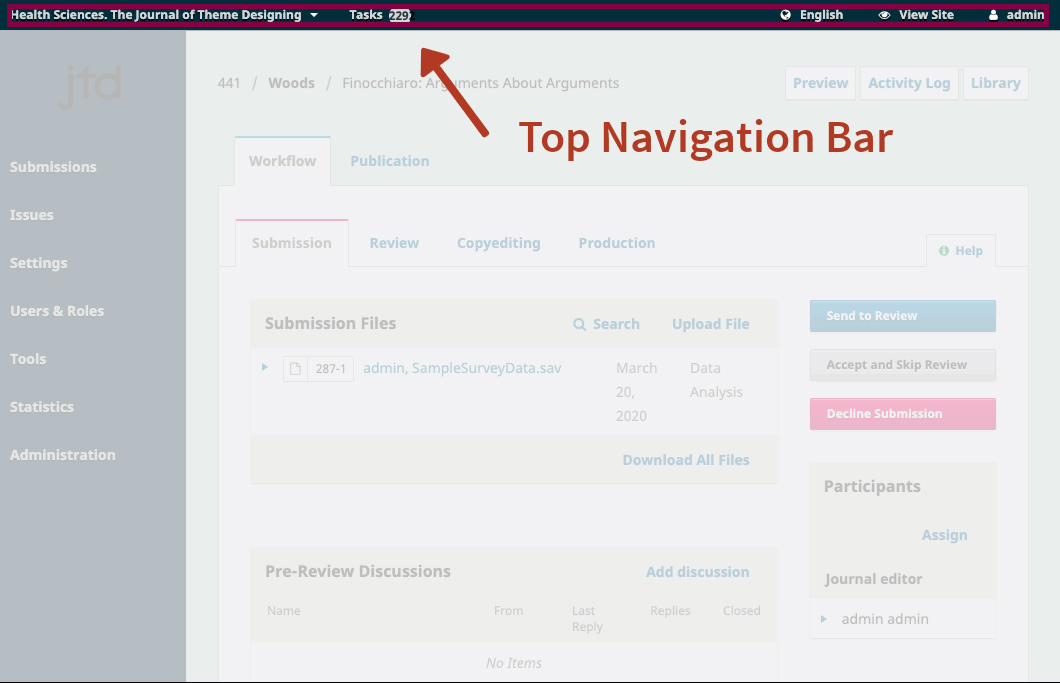 Health Sciences. The Journal of Theme Designing Tasks 229 English View Site admin
jtd
441 / Woods / Finocchiaro: Arguments About Arguments Preview Activity Log Library
Top Navigation Bar
Workflow Publication
Submissions
Issues
Settings
Users & Roles
Tools
Statistics
Administration
Submission Review Copyediting Production Help
Submission Files Search Upload File
287-1 admin, SampleSurveyData.sav March 20, 2020 Data Analysis
Download All Files
Send to Review
Accept and Skip Review
Decline Submission
Participants
Assign
Journal editor
admin admin
Pre-Review Discussions Add discussion
Name From Last Reply Replies Closed
No Items